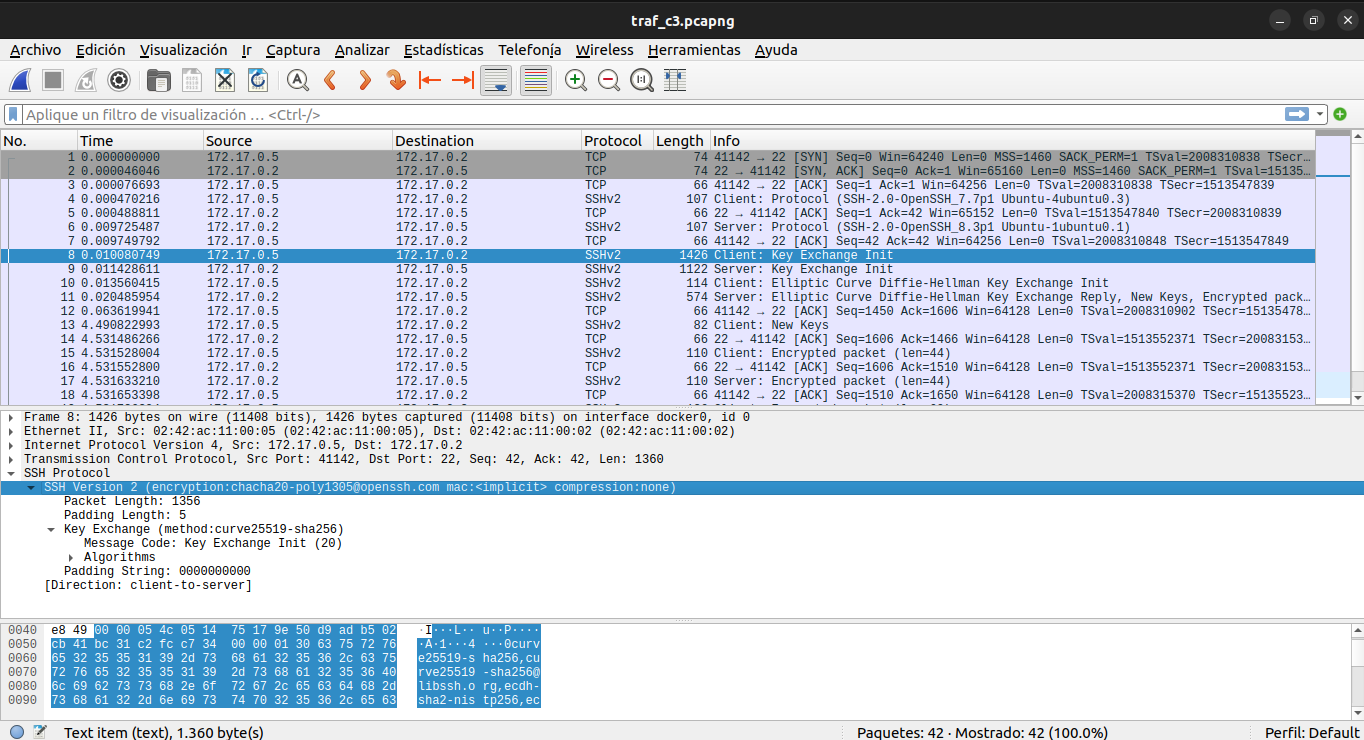 traf_c3.pcapng
Archivo Edición Visualización Ir Captura Analizar Estadísticas Telefonía Wireless Herramientas Ayuda
Aplique un filtro de visualización … <Ctrl-/>
No. Time Source Destination Protocol Length Info
1 0.000000000 172.17.0.5 172.17.0.2 TCP 74 41142 → 22 [SYN] Seq=0 Win=64240 Len=0 MSS=1460 SACK_PERM=1 TSval=2008310838 TSecr…
2 0.000046046 172.17.0.2 172.17.0.5 TCP 74 22 → 41142 [SYN, ACK] Seq=0 Ack=1 Win=65160 Len=0 MSS=1460 SACK_PERM=1 TSval=15135…
3 0.000076693 172.17.0.5 172.17.0.2 TCP 66 41142 → 22 [ACK] Seq=1 Ack=1 Win=64256 Len=0 TSval=2008310838 TSecr=1513547839
4 0.000470216 172.17.0.5 172.17.0.2 SSHv2 107 Client: Protocol (SSH-2.0-OpenSSH_7.7p1 Ubuntu-4ubuntu0.3)
5 0.000488811 172.17.0.2 172.17.0.5 TCP 66 22 → 41142 [ACK] Seq=1 Ack=42 Win=65152 Len=0 TSval=1513547840 TSecr=2008310839
6 0.009725487 172.17.0.2 172.17.0.5 SSHv2 107 Server: Protocol (SSH-2.0-OpenSSH_8.3p1 Ubuntu-1ubuntu0.1)
7 0.009749792 172.17.0.5 172.17.0.2 TCP 66 41142 → 22 [ACK] Seq=42 Ack=42 Win=64256 Len=0 TSval=2008310848 TSecr=1513547849
8 0.010080749 172.17.0.5 172.17.0.2 SSHv2 1426 Client: Key Exchange Init
9 0.011428611 172.17.0.2 172.17.0.5 SSHv2 1122 Server: Key Exchange Init
10 0.013560415 172.17.0.5 172.17.0.2 SSHv2 114 Client: Elliptic Curve Diffie-Hellman Key Exchange Init
11 0.020485954 172.17.0.2 172.17.0.5 SSHv2 574 Server: Elliptic Curve Diffie-Hellman Key Exchange Reply, New Keys, Encrypted pack…
12 0.063619941 172.17.0.5 172.17.0.2 TCP 66 41142 → 22 [ACK] Seq=1450 Ack=1606 Win=64128 Len=0 TSval=2008310902 TSecr=15135478…
13 4.490822993 172.17.0.5 172.17.0.2 SSHv2 82 Client: New Keys
14 4.531486266 172.17.0.2 172.17.0.5 TCP 66 22 → 41142 [ACK] Seq=1606 Ack=1466 Win=64128 Len=0 TSval=1513552371 TSecr=20083153…
15 4.531528004 172.17.0.5 172.17.0.2 SSHv2 110 Client: Encrypted packet (len=44)
16 4.531552800 172.17.0.2 172.17.0.5 TCP 66 22 → 41142 [ACK] Seq=1606 Ack=1510 Win=64128 Len=0 TSval=1513552371 TSecr=20083153…
17 4.531633210 172.17.0.2 172.17.0.5 SSHv2 110 Server: Encrypted packet (len=44)
18 4.531653398 172.17.0.5 172.17.0.2 TCP 66 41142 → 22 [ACK] Seq=1510 Ack=1650 Win=64128 Len=0 TSval=2008315370 TSecr=15135523…
Frame 8: 1426 bytes on wire (11408 bits), 1426 bytes captured (11408 bits) on interface docker0, id 0
Ethernet II, Src: 02:42:ac:11:00:05 (02:42:ac:11:00:05), Dst: 02:42:ac:11:00:02 (02:42:ac:11:00:02)
Internet Protocol Version 4, Src: 172.17.0.5, Dst: 172.17.0.2
Transmission Control Protocol, Src Port: 41142, Dst Port: 22, Seq: 42, Ack: 42, Len: 1360
SSH Protocol
SSH Version 2 (encryption:chacha20-poly1305@openssh.com mac:<implicit> compression:none)
Packet Length: 1356
Padding Length: 5
Key Exchange (method:curve25519-sha256)
Message Code: Key Exchange Init (20)
Algorithms
Padding String: 0000000000
[Direction: client-to-server]
0040 e8 49 00 00 05 4c 05 14 75 17 9e 50 d9 ad b5 02 ·I···L·· u··P····
0050 cb 41 bc 31 c2 fc c7 34 00 00 01 30 63 75 72 76 ·A·1···4 ···0curv
0060 65 32 35 35 31 39 2d 73 68 61 32 35 36 2c 63 75 e25519-s ha256,cu
0070 72 76 65 32 35 35 31 39 2d 73 68 61 32 35 36 40 rve25519 -sha256@
0080 6c 69 62 73 73 68 2e 6f 72 67 2c 65 63 64 68 2d libssh.o rg,ecdh-
0090 73 68 61 32 2d 6e 69 73 74 70 32 35 36 2c 65 63 sha2-nis tp256,ec
Text item (text), 1.360 byte(s) Paquetes: 42 · Mostrado: 42 (100.0%) Perfil: Default